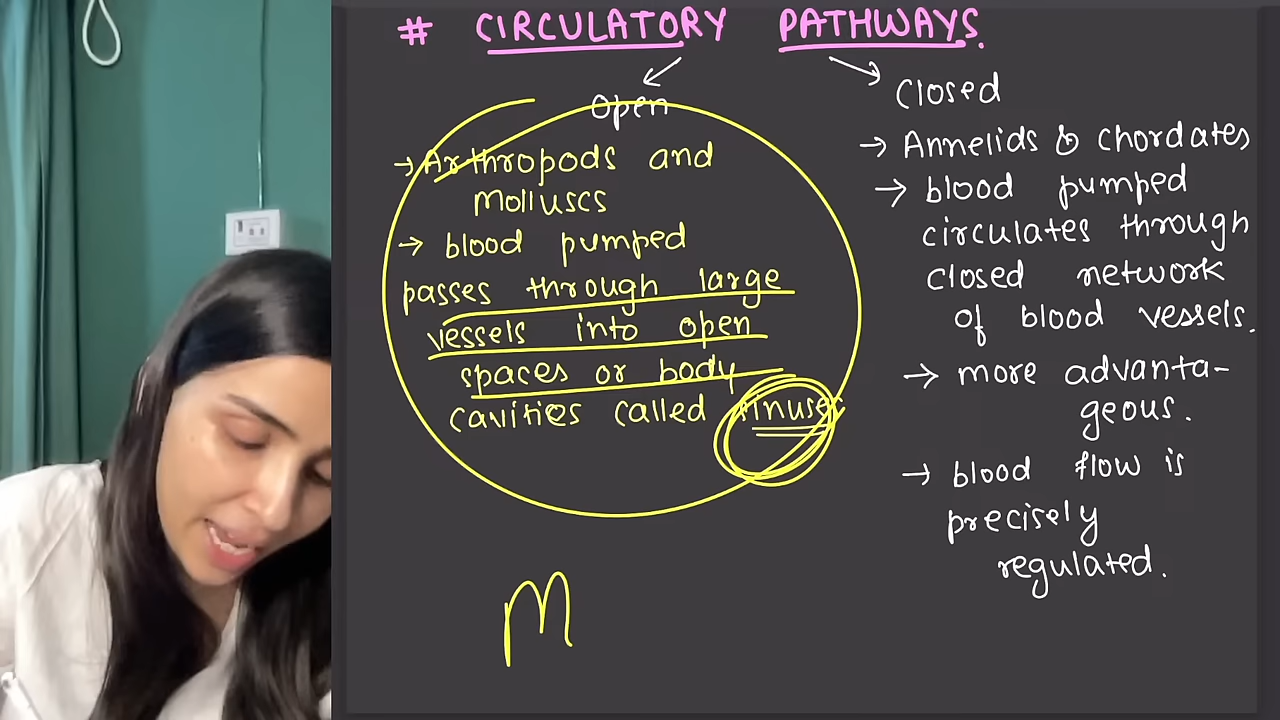 # CIRCULATORY PATHWAYS.
Open
→ Arthropods and
molluscs
→ blood pumped
passes through large
vessels into open
spaces or body
cavities called sinuses
M
Closed
→ Annelids & chordates
→ blood pumped
circulates through
closed network
of blood vessels.
→ more advanta-
geous.
→ blood flow is
precisely
regulated.